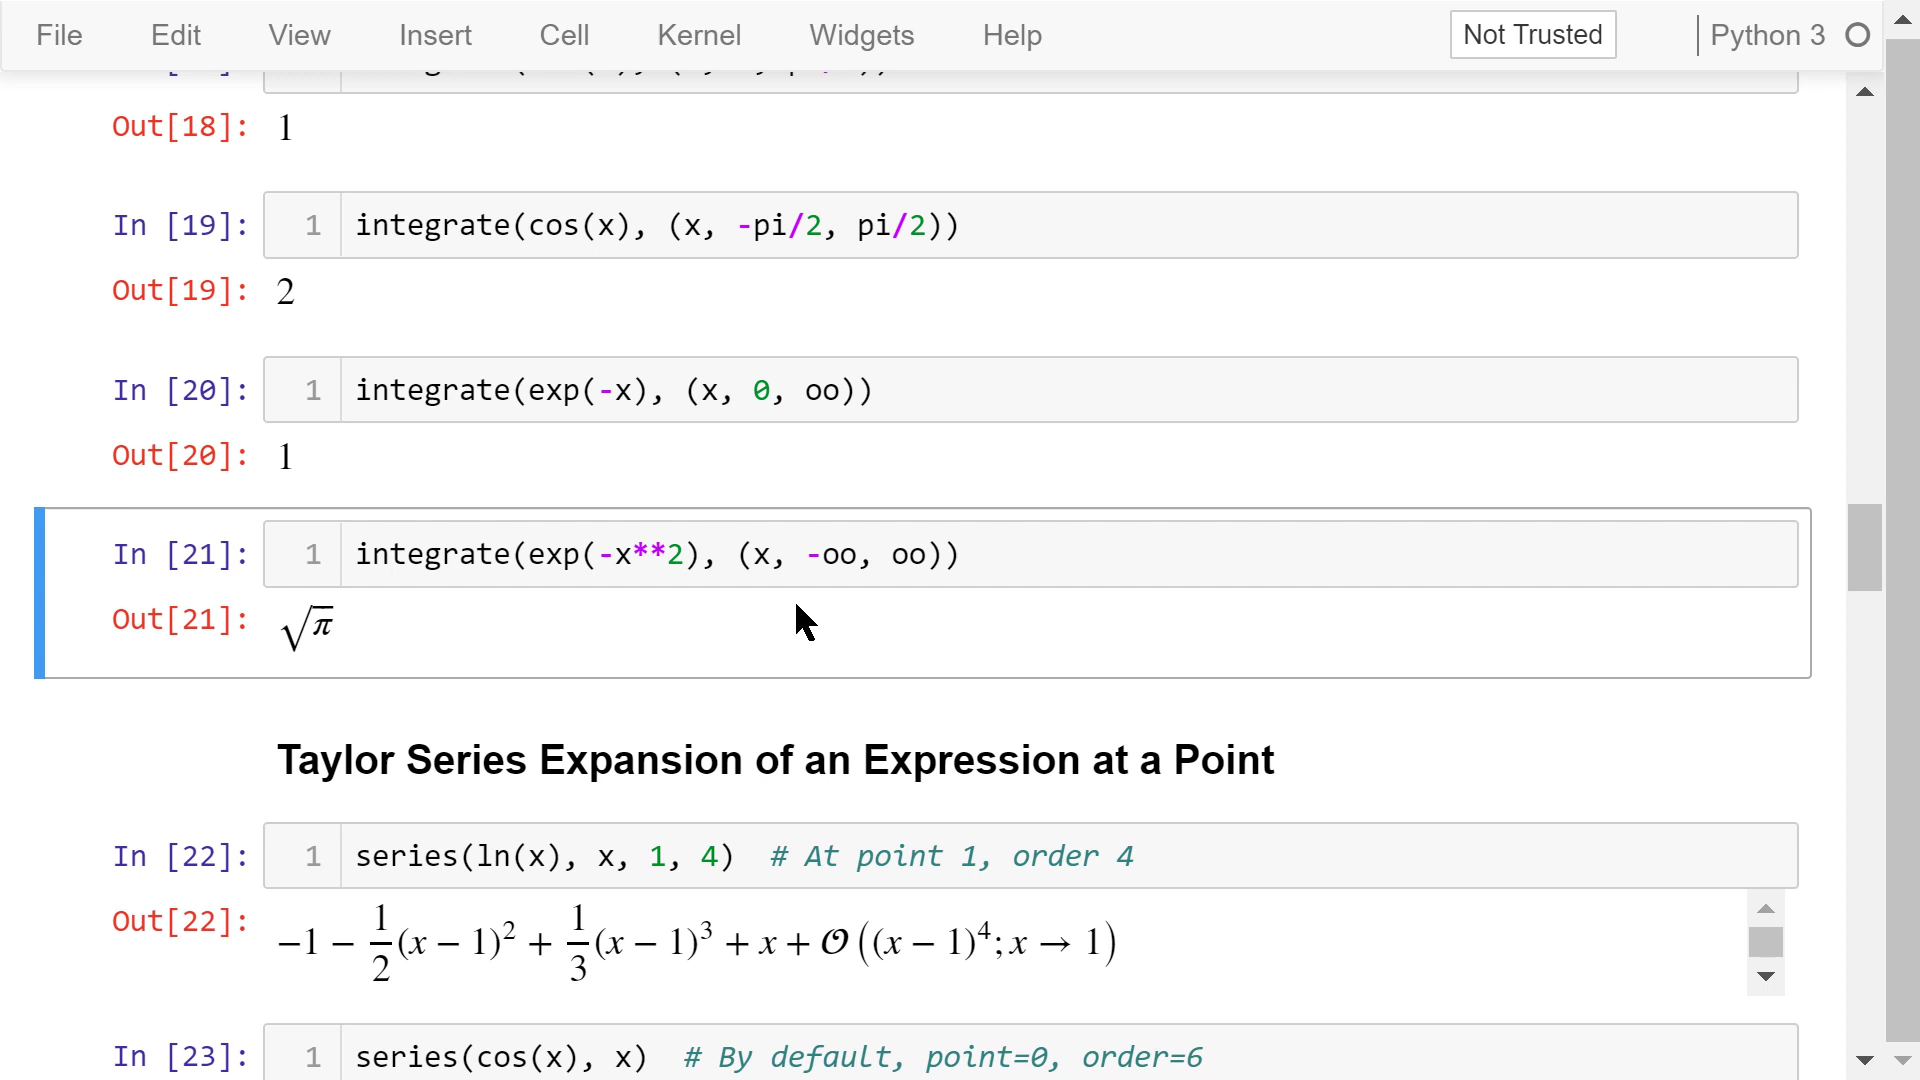 File Edit View Insert Cell Kernel Widgets Help Not Trusted Python 3
Out[18]: 1
In [19]: 1 integrate(cos(x), (x, -pi/2, pi/2))
Out[19]: 2
In [20]: 1 integrate(exp(-x), (x, 0, oo))
Out[20]: 1
In [21]: 1 integrate(exp(-x**2), (x, -oo, oo))
Out[21]: √π
Taylor Series Expansion of an Expression at a Point
In [22]: 1 series(ln(x), x, 1, 4) # At point 1, order 4
Out[22]: −1 − 1/2(x − 1)² + 1/3(x − 1)³ + x + O((x − 1)⁴; x → 1)
In [23]: 1 series(cos(x), x) # By default, point=0, order=6